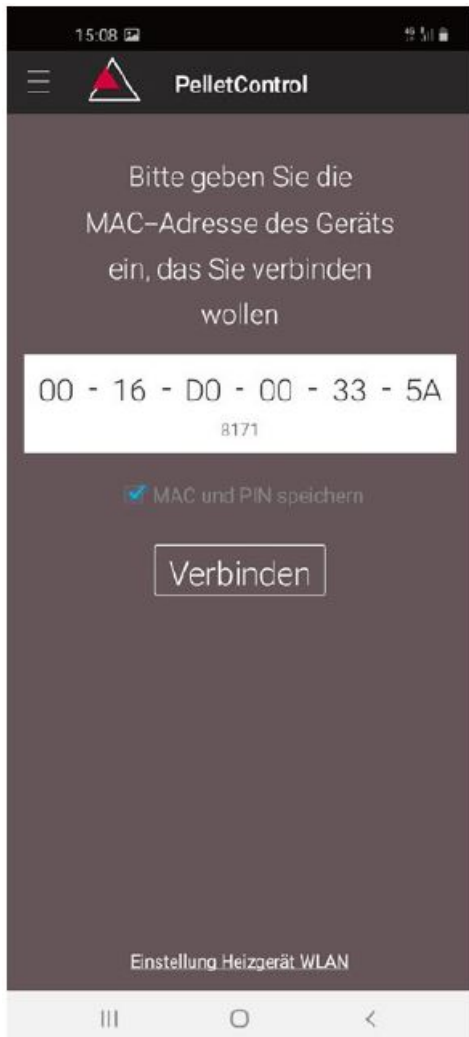 15:08
PelletControl
Bitte geben Sie die
MAC-Adresse des Geräts
ein, das Sie verbinden
wollen
00 - 16 - D0 - 00 - 33 - 5A
8171
MAC und PIN speichern
Verbinden
Einstellung Heizgerät WLAN